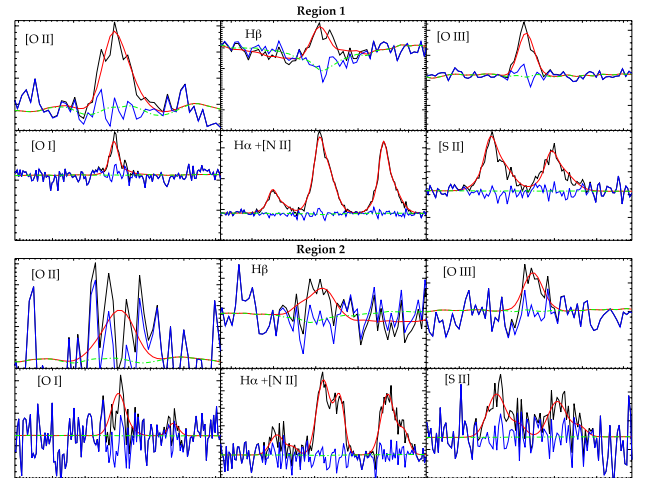 Region 1
[O II]
Hβ
[O III]
[O I]
Hα +[N II]
[S II]
Region 2
[O II]
Hβ
[O III]
[O I]
Hα +[N II]
[S II]